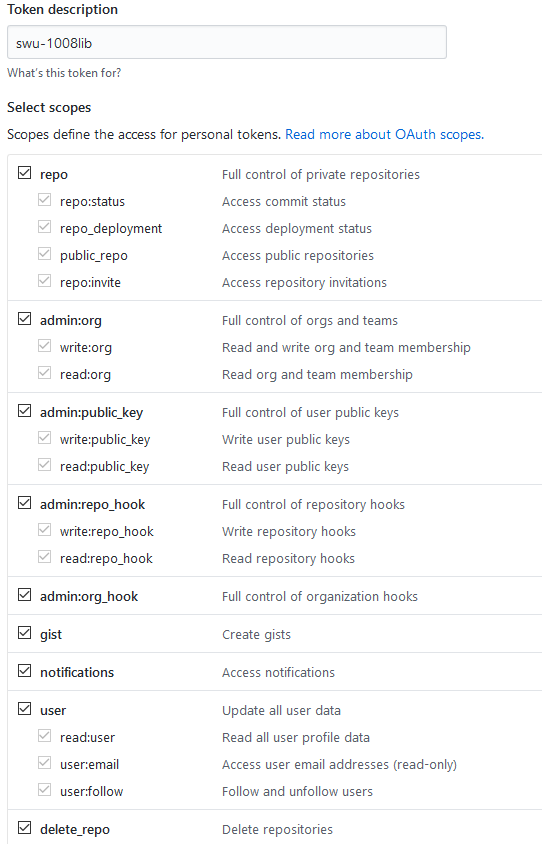 Token description
swu-1008lib
What's this token for?
Select scopes
Scopes define the access for personal tokens. Read more about OAuth scopes.
repo Full control of private repositories
repo:status Access commit status
repo_deployment Access deployment status
public_repo Access public repositories
repo:invite Access repository invitations
admin:org Full control of orgs and teams
write:org Read and write org and team membership
read:org Read org and team membership
admin:public_key Full control of user public keys
write:public_key Write user public keys
read:public_key Read user public keys
admin:repo_hook Full control of repository hooks
write:repo_hook Write repository hooks
read:repo_hook Read repository hooks
admin:org_hook Full control of organization hooks
gist Create gists
notifications Access notifications
user Update all user data
read:user Read all user profile data
user:email Access user email addresses (read-only)
user:follow Follow and unfollow users
delete_repo Delete repositories